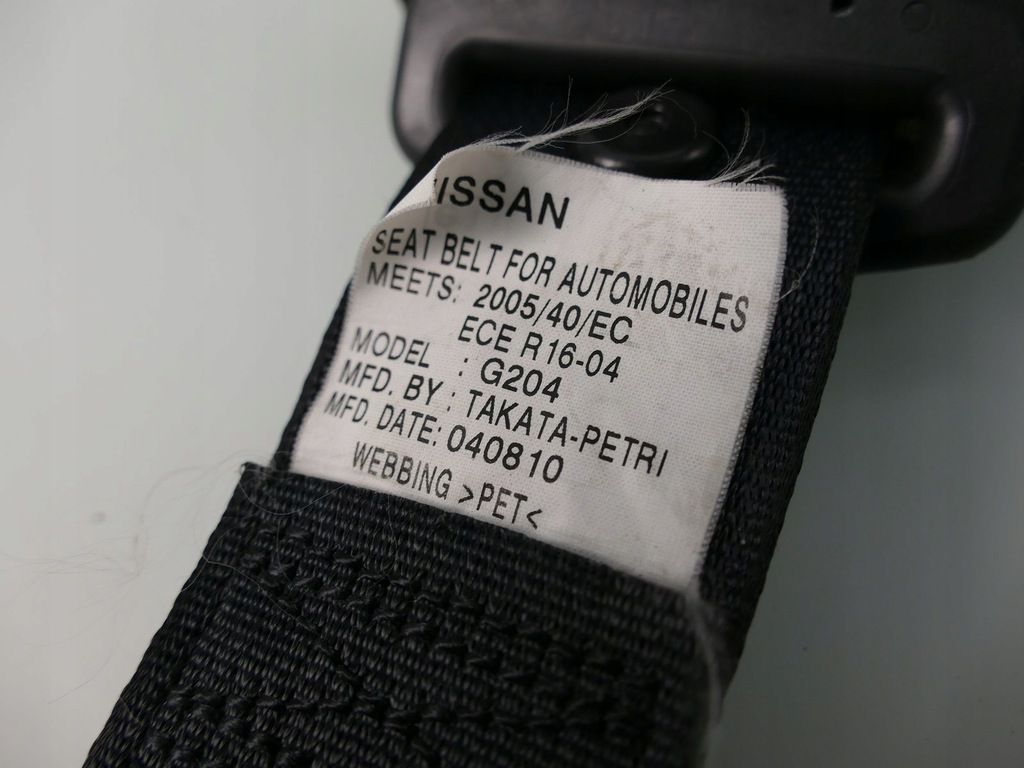 NISSAN
SEAT BELT FOR AUTOMOBILES
MEETS: 2005/40/EC
ECE R16-04
MODEL : G204
MFD. BY : TAKATA-PETRI
MFD. DATE: 040810
WEBBING >PET<